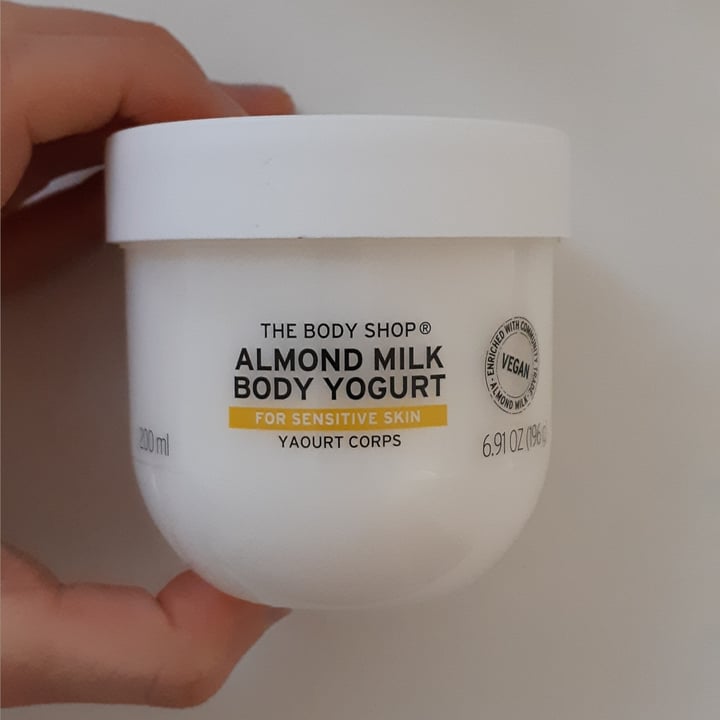 THE BODY SHOP®
ALMOND MILK
BODY YOGURT
FOR SENSITIVE SKIN
YAOURT CORPS
ENRICHED WITH COMMUNITY TRADE
ALMOND MILK
VEGAN
200 ml
6.91 OZ (196 g)